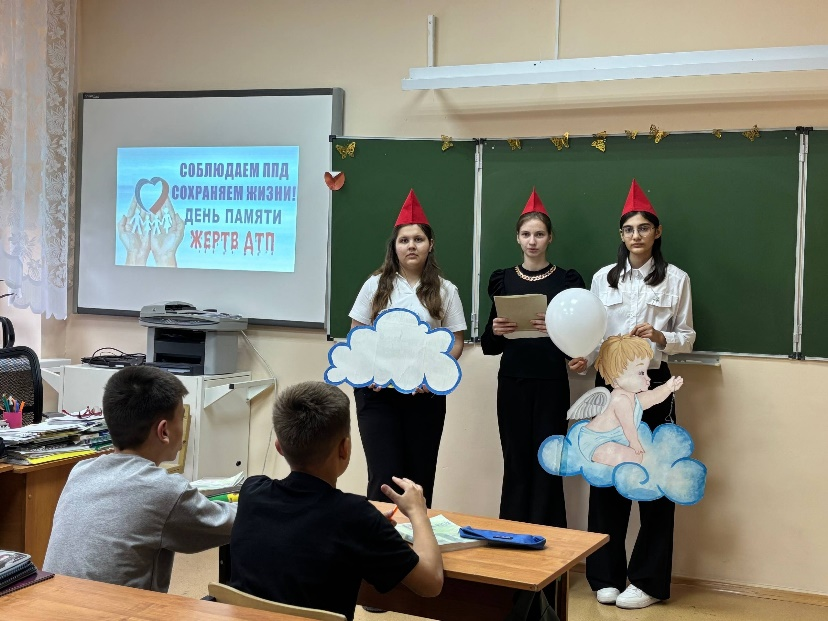 СОБЛЮДАЕМ ПДД
СОХРАНЯЕМ ЖИЗНИ!
ДЕНЬ ПАМЯТИ
ЖЕРТВ ДТП